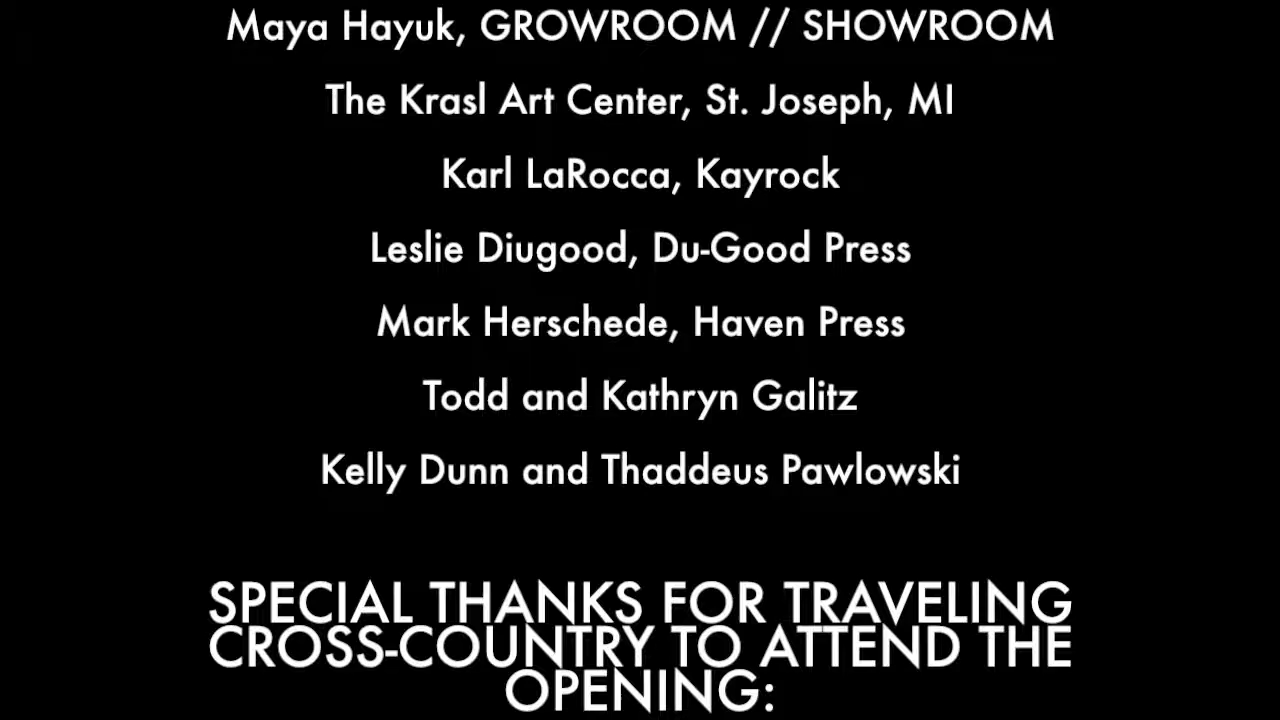 Maya Hayuk, GROWROOM // SHOWROOM
The Krasl Art Center, St. Joseph, MI
Karl LaRocca, Kayrock
Leslie Diugood, Du-Good Press
Mark Herschede, Haven Press
Todd and Kathryn Galitz
Kelly Dunn and Thaddeus Pawlowski
SPECIAL THANKS FOR TRAVELING
CROSS-COUNTRY TO ATTEND THE
OPENING: